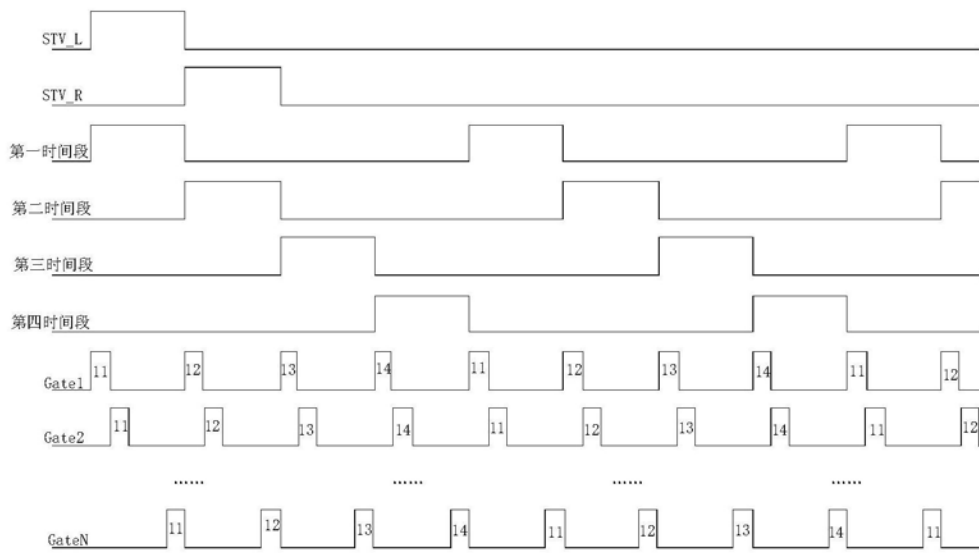 STV_L
STV_R
第一时间段
第二时间段
第三时间段
第四时间段
Gate1 11 12 13 14 11 12 13 14 11 12
Gate2 11 12 13 14 11 12 13 14 11 12
...... ...... ...... ......
GateN 11 12 13 14 11 12 13 14 11